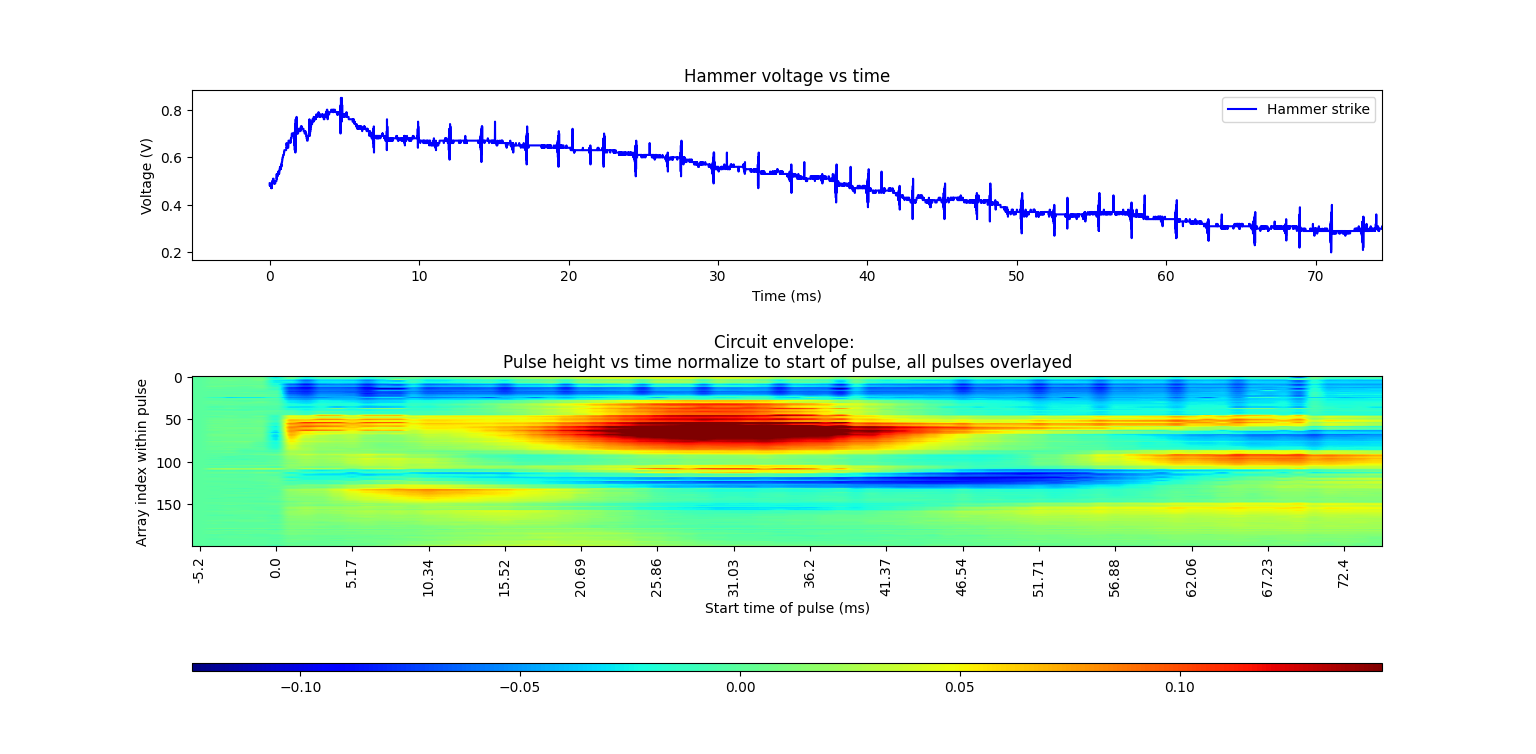 Hammer voltage vs time
Voltage (V)
0.8
0.6
0.4
0.2
Hammer strike
0 10 20 30 40 50 60 70
Time (ms)
Circuit envelope:
Pulse height vs time normalize to start of pulse, all pulses overlayed
Array index within pulse
0
50
100
150
-5.2 0.0 5.17 10.34 15.52 20.69 25.86 31.03 36.2 41.37 46.54 51.71 56.88 62.06 67.23 72.4
Start time of pulse (ms)
−0.10 −0.05 0.00 0.05 0.10